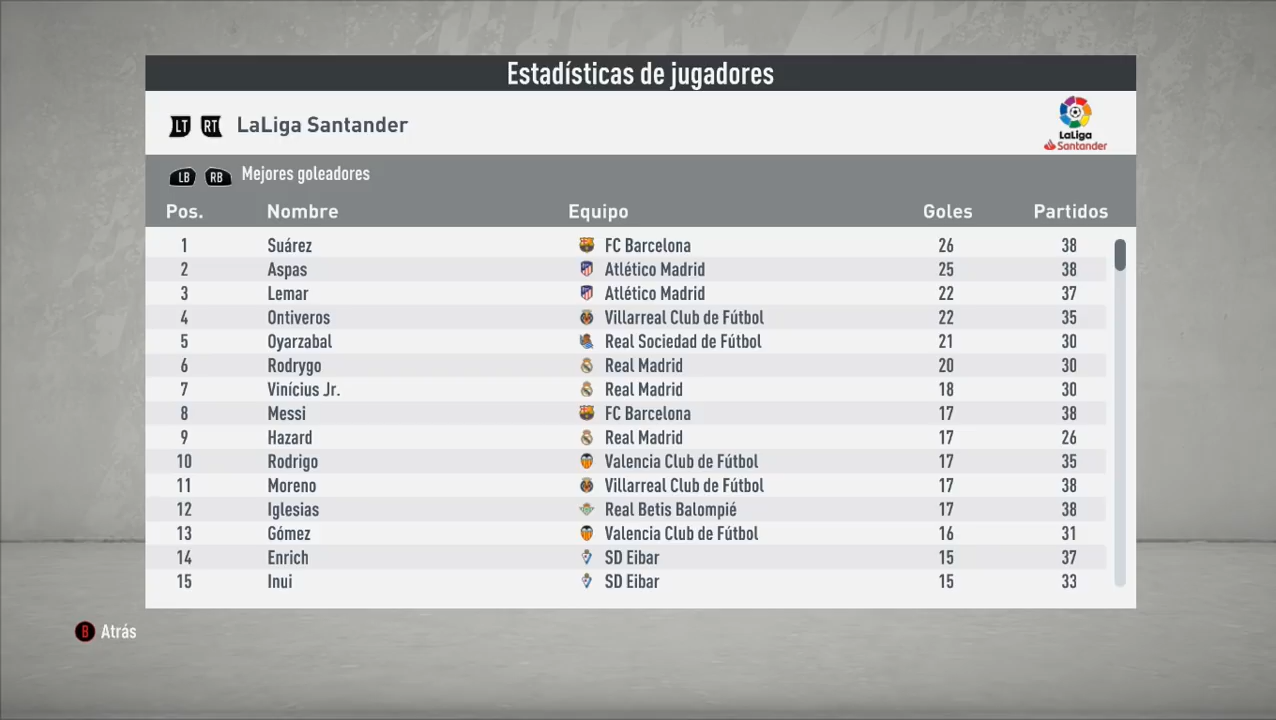 Estadísticas de jugadores
LT RT LaLiga Santander
LaLiga
Santander
LB RB Mejores goleadores
Pos. Nombre Equipo Goles Partidos
1 Suárez FC Barcelona 26 38
2 Aspas Atlético Madrid 25 38
3 Lemar Atlético Madrid 22 37
4 Ontiveros Villarreal Club de Fútbol 22 35
5 Oyarzabal Real Sociedad de Fútbol 21 30
6 Rodrygo Real Madrid 20 30
7 Vinícius Jr. Real Madrid 18 30
8 Messi FC Barcelona 17 38
9 Hazard Real Madrid 17 26
10 Rodrigo Valencia Club de Fútbol 17 35
11 Moreno Villarreal Club de Fútbol 17 38
12 Iglesias Real Betis Balompié 17 38
13 Gómez Valencia Club de Fútbol 16 31
14 Enrich SD Eibar 15 37
15 Inui SD Eibar 15 33
B Atrás